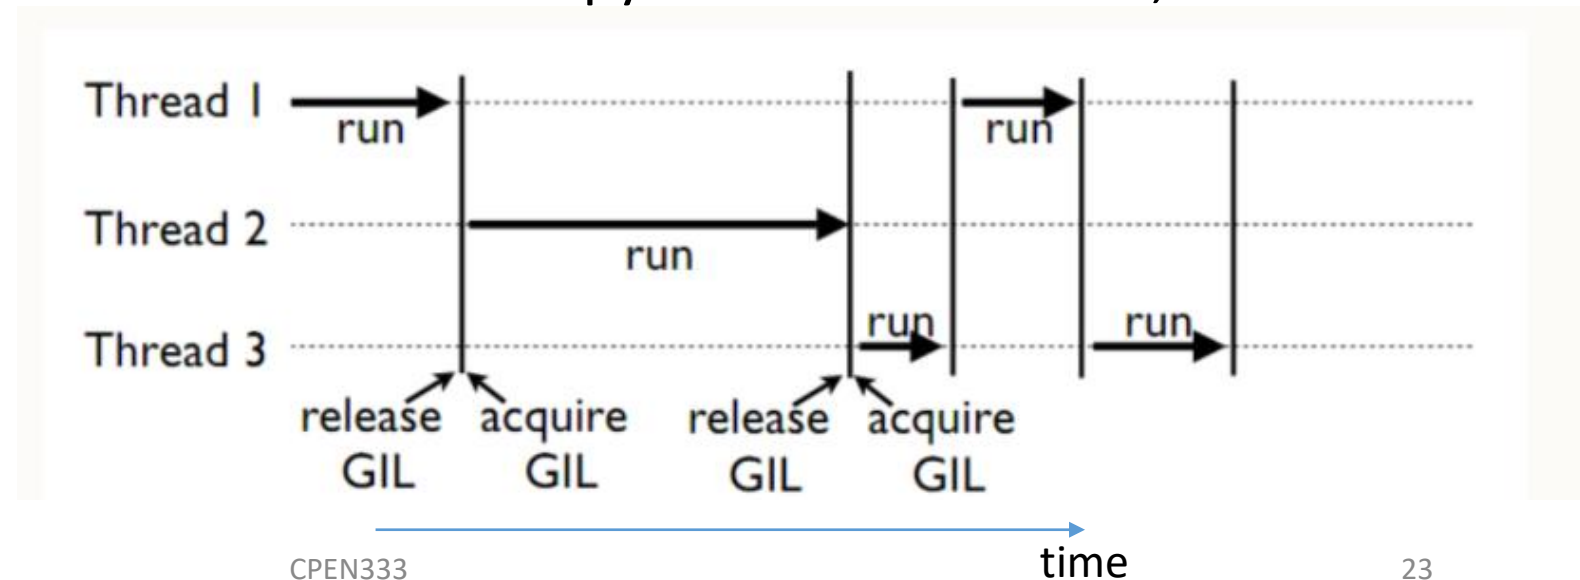 Thread 1
run
run
Thread 2
run
run
run
Thread 3
release acquire release acquire
GIL GIL GIL GIL
time
CPEN333 23